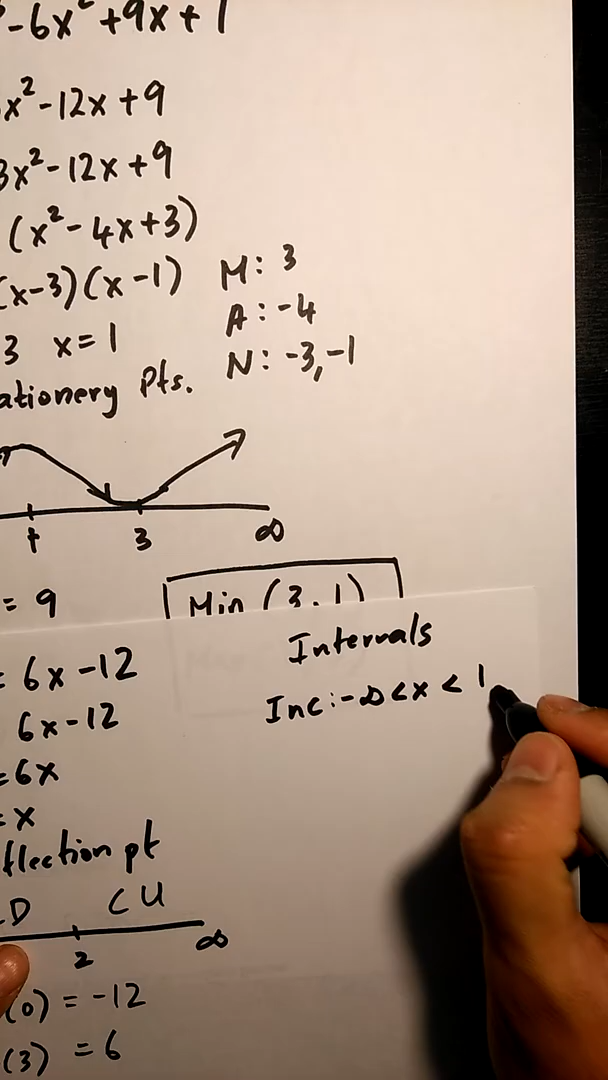 -6x² +9x + 1
x² - 12x + 9
3x² - 12x + 9
(x² - 4x + 3)
(x-3)(x-1)
M: 3
A: -4
3 x = 1
N: -3, -1
ationery Pts.
1 3 ∞
= 9
Min (3, 1)
= 6x - 12
Intervals
6x - 12
Inc: -∞ < x < 1
= 6x
= x
flection pt
D CU
2 ∞
(0) = -12
(3) = 6